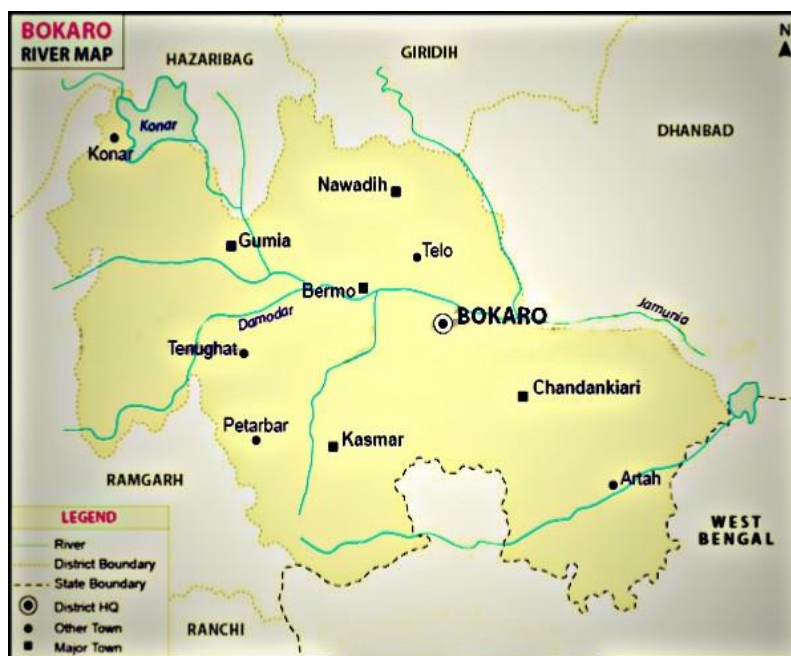 BOKARO
RIVER MAP
HAZARIBAG
GIRIDIH
N
DHANBAD
Konar
Konar
Nawadih
Gumia
Telo
Bermo
Damodar
BOKARO
Jamunia
Tenughat
Chandankiari
Petarbar
Kasmar
Artah
RAMGARH
WEST
BENGAL
LEGEND
River
District Boundary
State Boundary
District HQ
Other Town
Major Town
RANCHI